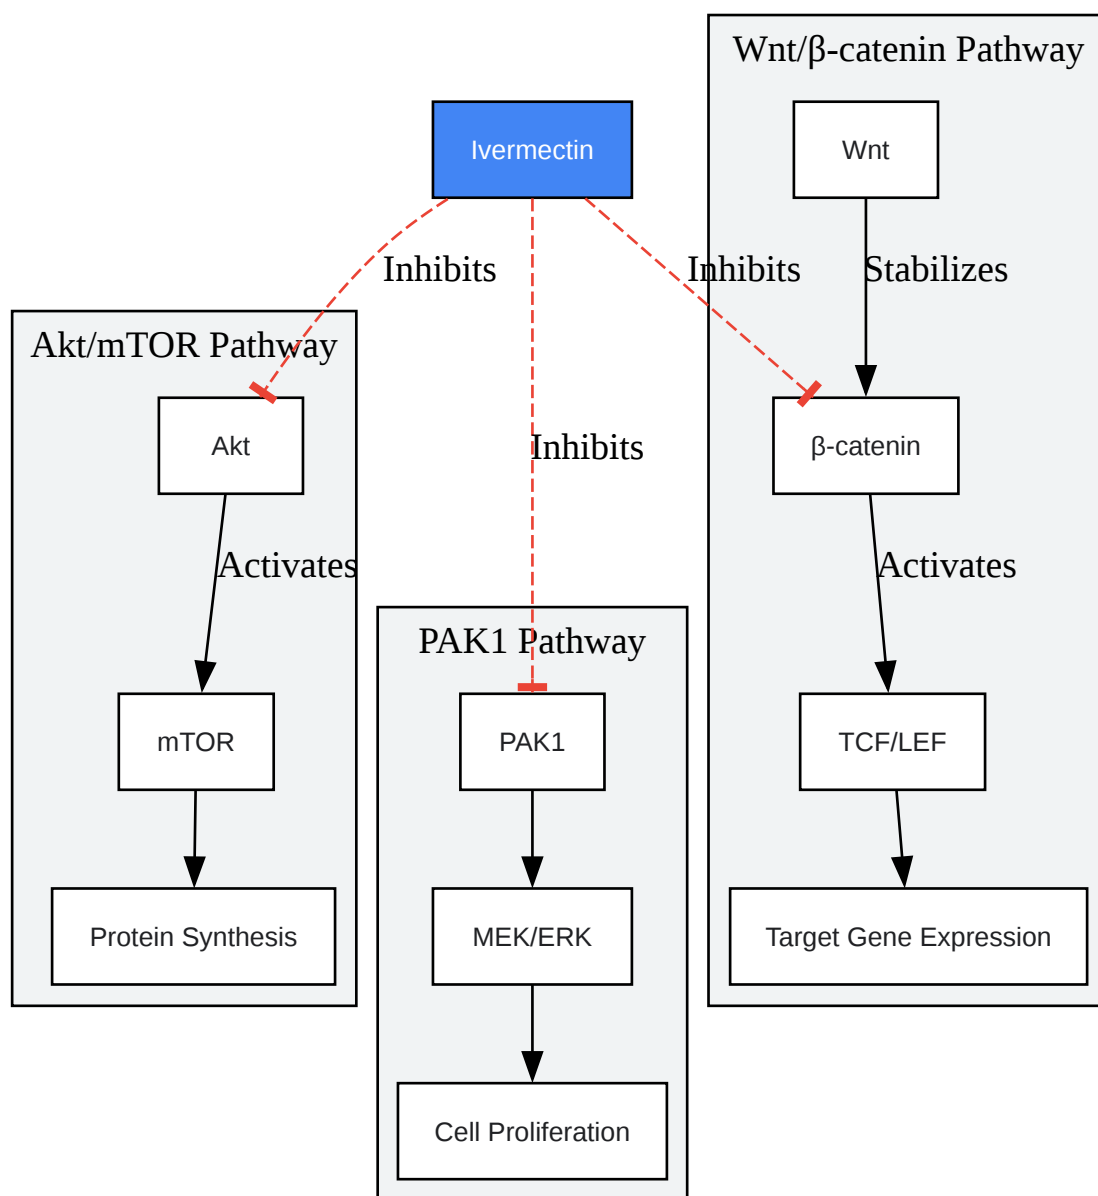 Wnt/β-catenin Pathway
Ivermectin
Wnt
Inhibits
Inhibits
Stabilizes
Akt/mTOR Pathway
Akt
Inhibits
β-catenin
Activates
Activates
PAK1 Pathway
mTOR
PAK1
TCF/LEF
Protein Synthesis
MEK/ERK
Target Gene Expression
Cell Proliferation